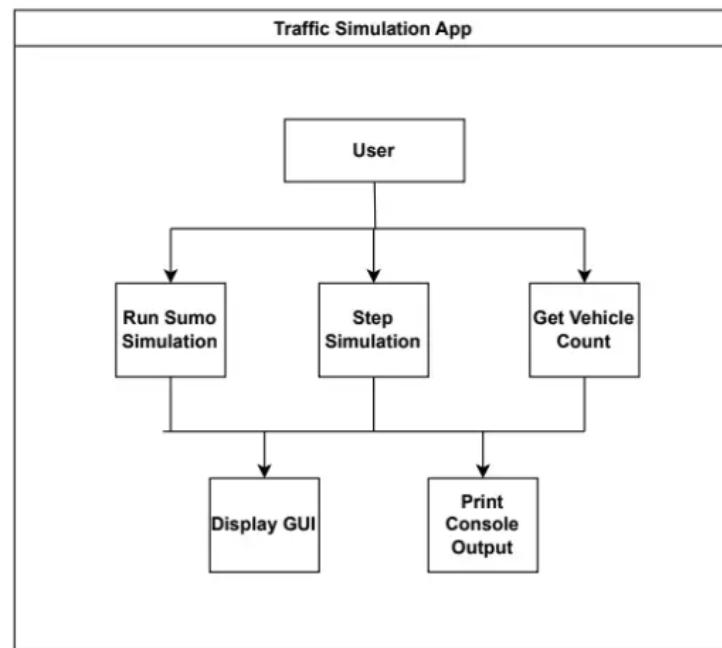 Traffic Simulation App
User
Run Sumo
Simulation
Step
Simulation
Get Vehicle
Count
Display GUI
Print
Console
Output